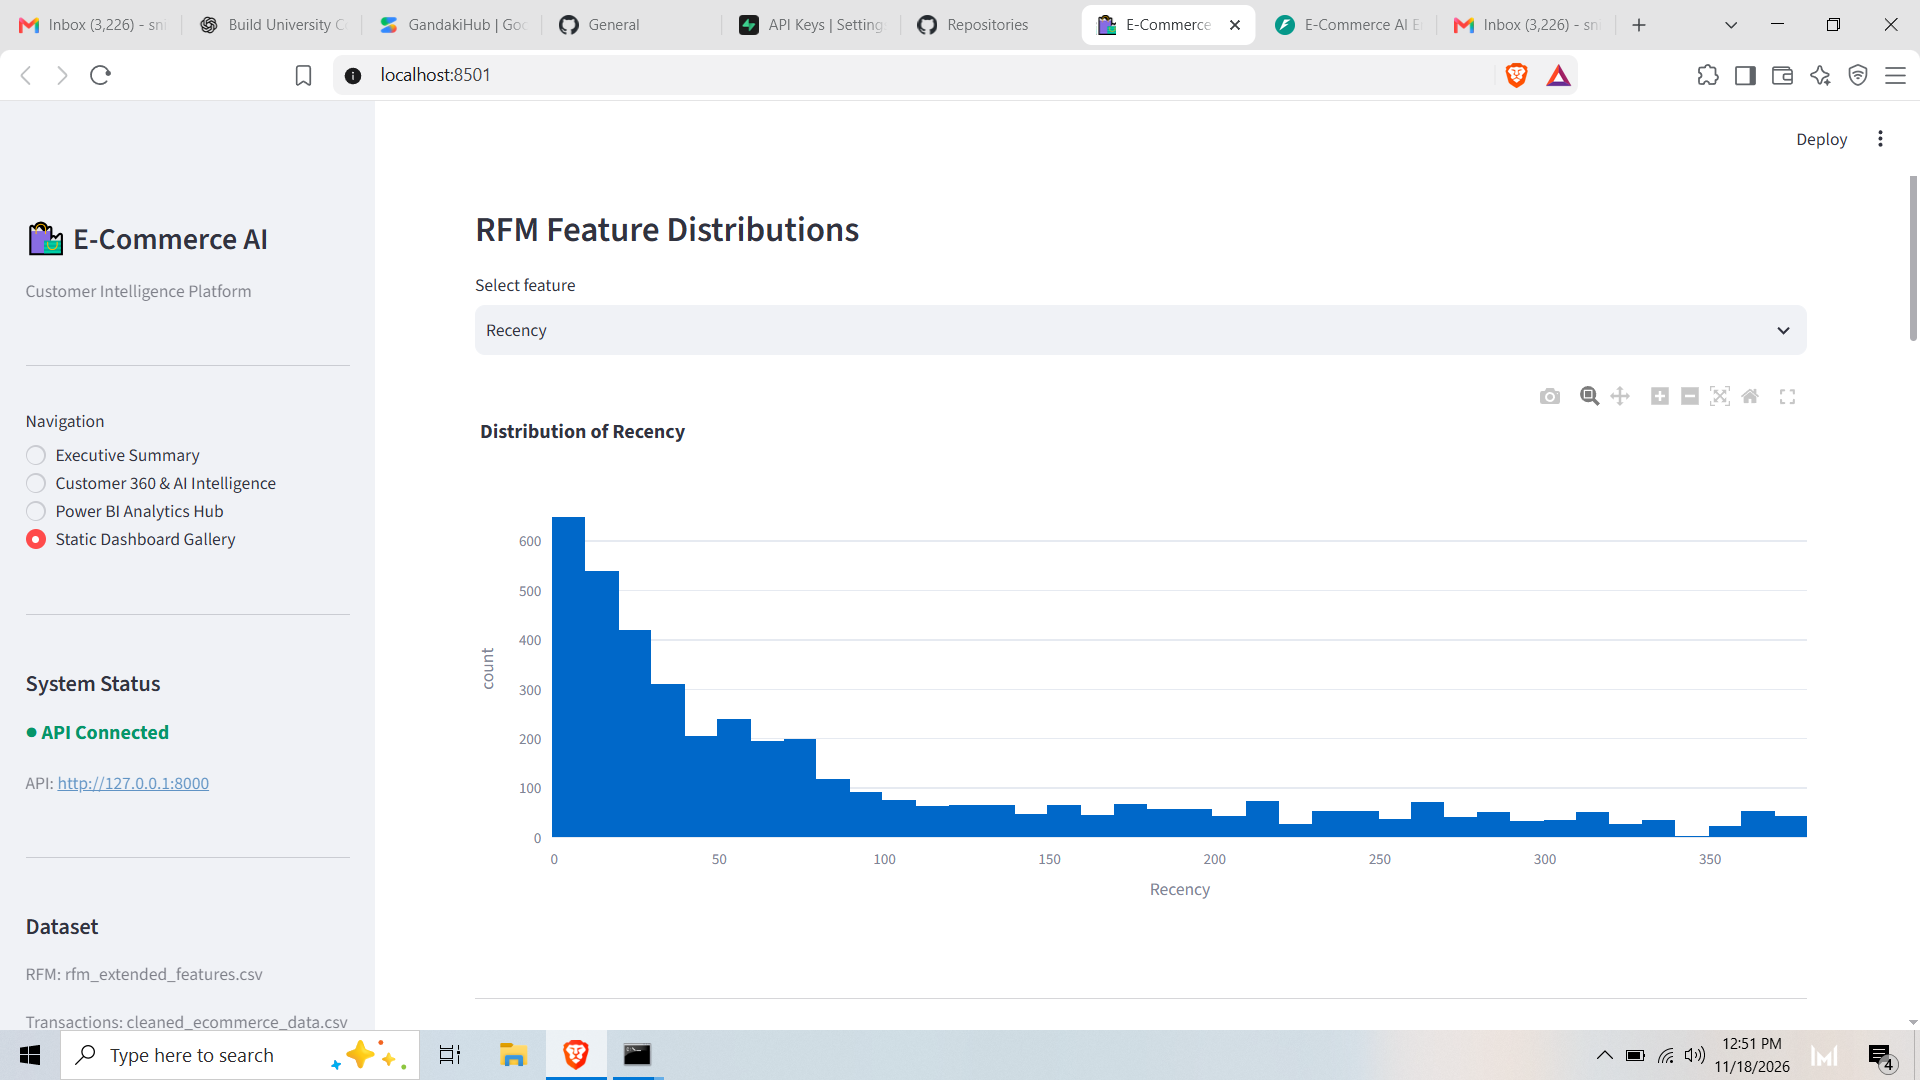 Inbox (3,226) - sni
Build University C
GandakiHub | Goo
General
API Keys | Setting
Repositories
E-Commerce
E-Commerce AI E
Inbox (3,226) - sni
localhost:8501
Deploy
E-Commerce AI
Customer Intelligence Platform
Navigation
Executive Summary
Customer 360 & AI Intelligence
Power BI Analytics Hub
Static Dashboard Gallery
System Status
API Connected
API: http://127.0.0.1:8000
Dataset
RFM: rfm_extended_features.csv
Transactions: cleaned_ecommerce_data.csv
RFM Feature Distributions
Select feature
Recency
Distribution of Recency
600
500
400
300
200
100
0
count
0 50 100 150 200 250 300 350
Recency
Type here to search
12:51 PM
11/18/2026
4